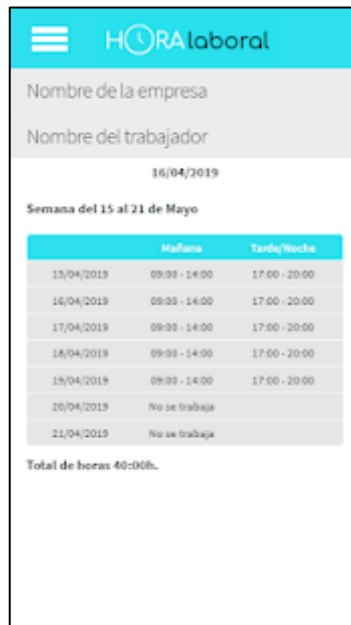 HORAlaboral
Nombre de la empresa
Nombre del trabajador
16/04/2019
Semana del 15 al 21 de Mayo
Mañana Tarde/Noche
15/04/2019 09:00 - 14:00 17:00 - 20:00
16/04/2019 09:00 - 14:00 17:00 - 20:00
17/04/2019 09:00 - 14:00 17:00 - 20:00
18/04/2019 09:00 - 14:00 17:00 - 20:00
19/04/2019 09:00 - 14:00 17:00 - 20:00
20/04/2019 No se trabaja
21/04/2019 No se trabaja
Total de horas 40:00h.